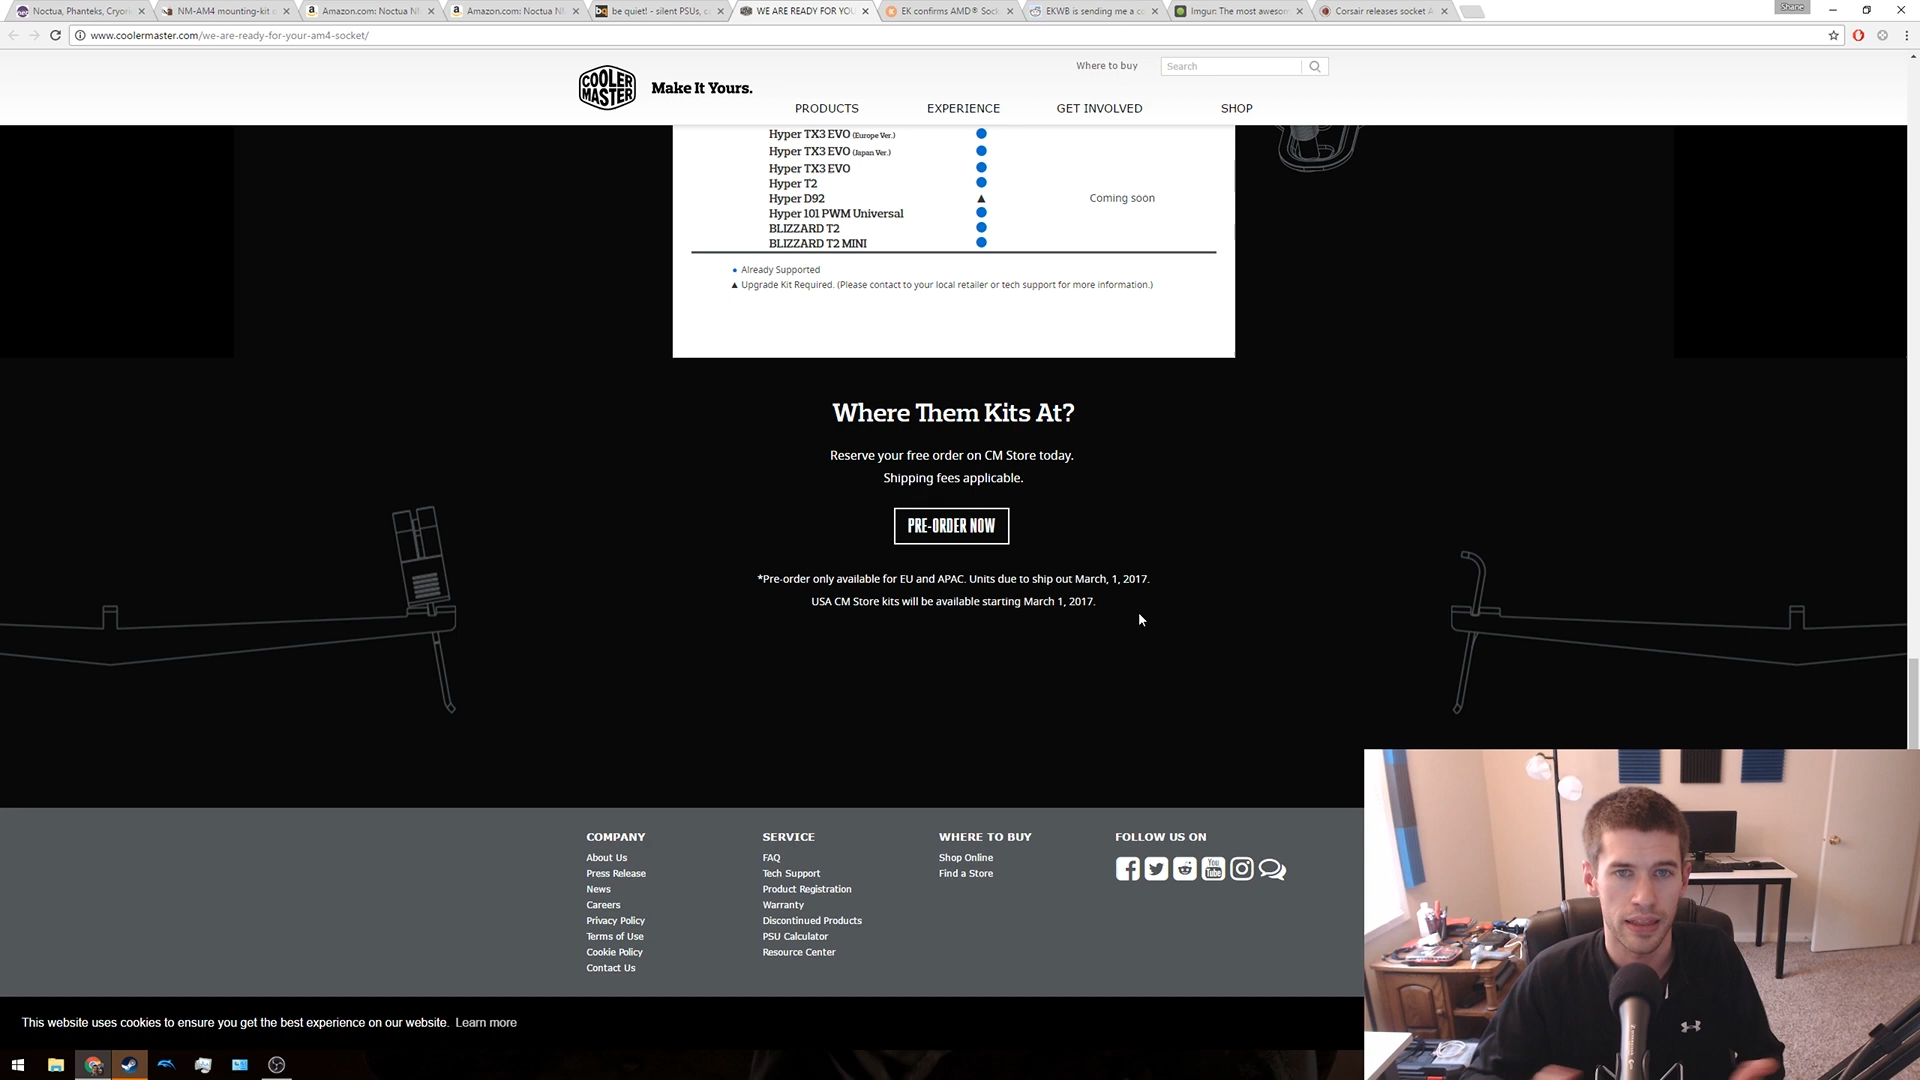 Noctua, Phanteks, Cryori
NM-AM4 mounting-kit
Amazon.com: Noctua N
Amazon.com: Noctua N
be quiet! - silent PSUs, c
WE ARE READY FOR YOU
EK confirms AMD® Soc
EKWB is sending me a c
Imgur: The most awesom
Corsair releases socket A
Shane
www.coolermaster.com/we-are-ready-for-your-am4-socket/
COOLER MASTER
Make It Yours.
Where to buy
Search
PRODUCTS
EXPERIENCE
GET INVOLVED
SHOP
Hyper TX3 EVO (Europe Ver.)
Hyper TX3 EVO (Japan Ver.)
Hyper TX3 EVO
Hyper T2
Hyper D92 ▲ Coming soon
Hyper 101 PWM Universal
BLIZZARD T2
BLIZZARD T2 MINI
● Already Supported
▲ Upgrade Kit Required. (Please contact to your local retailer or tech support for more information.)
Where Them Kits At?
Reserve your free order on CM Store today.
Shipping fees applicable.
PRE-ORDER NOW
*Pre-order only available for EU and APAC. Units due to ship out March, 1, 2017.
USA CM Store kits will be available starting March 1, 2017.
COMPANY
About Us
Press Release
News
Careers
Privacy Policy
Terms of Use
Cookie Policy
Contact Us
SERVICE
FAQ
Tech Support
Product Registration
Warranty
Discontinued Products
PSU Calculator
Resource Center
WHERE TO BUY
Shop Online
Find a Store
FOLLOW US ON
You Tube
This website uses cookies to ensure you get the best experience on our website. Learn more